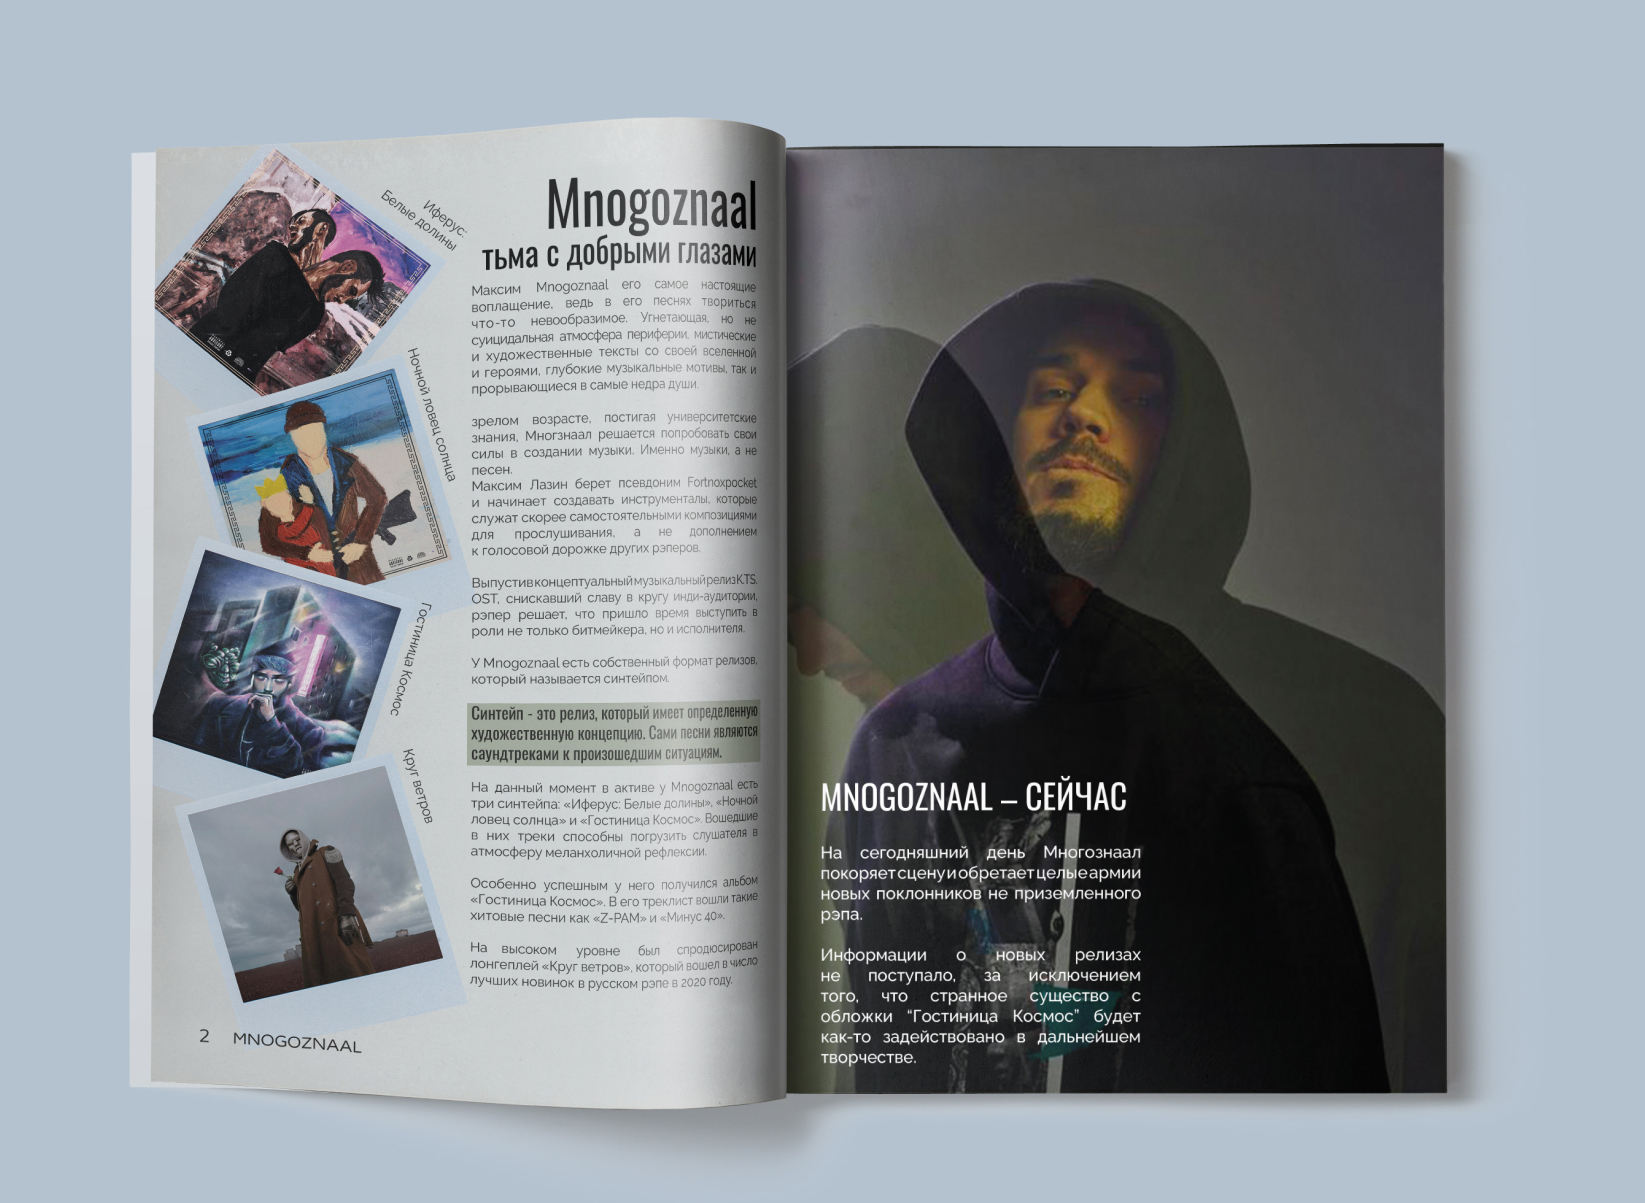 Иферус:
Белые долины
Ночной ловец солнца
Гостиница Космос
Круг ветров
Mnogoznaal
тьма с добрыми глазами
Максим Mnogoznaal его самое настоящие
воплащение, ведь в его песнях твориться
что-то невообразимое. Угнетающая, но не
суицидальная атмосфера периферии, мистические
и художественные тексты со своей вселенной
и героями, глубокие музыкальные мотивы, так и
прорывающиеся в самые недра души.
зрелом возрасте, постигая университетские
знания, Многзнаал решается попробовать свои
силы в создании музыки. Именно музыки, а не
песен.
Максим Лазин берет псевдоним Fortnoxpocket
и начинает создавать инструменталы, которые
служат скорее самостоятельными композициями
для прослушивания, а не дополнением
к голосовой дорожке других рэперов.
Выпустив концептуальный музыкальный релиз K.T.S.
OST, снискавший славу в кругу инди-аудитории,
рэпер решает, что пришло время выступить в
роли не только битмейкера, но и исполнителя.
У Mnogoznaal есть собственный формат релизов,
который называется синтейпом.
Синтейп - это релиз, который имеет определенную
художественную концепцию. Сами песни являются
саундтреками к произошедшим ситуациям.
На данный момент в активе у Mnogoznaal есть
три синтейпа: «Иферус: Белые долины», «Ночной
ловец солнца» и «Гостиница Космос». Вошедшие
в них треки способны погрузить слушателя в
атмосферу меланхоличной рефлексии.
Особенно успешным у него получился альбом
«Гостиница Космос». В его треклист вошли такие
хитовые песни как «Z-PAM» и «Минус 40».
На высоком уровне был спродюсирован
лонгеплей «Круг ветров», который вошел в число
лучших новинок в русском рэпе в 2020 году.
2 MNOGOZNAAL
MNOGOZNAAL – СЕЙЧАС
На сегодняшний день Многознаал
покоряет сцену и обретает целые армии
новых поклонников не приземленного
рэпа.
Информации о новых релизах
не поступало, за исключением
того, что странное существо с
обложки “Гостиница Космос” будет
как-то задействовано в дальнейшем
творчестве.